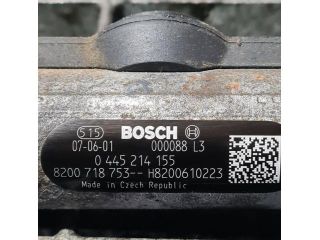 515 BOSCH
07-06-01 000088 L3
0 445 214 155
8200 718 753-- H8200610223
Made in Czech Republic